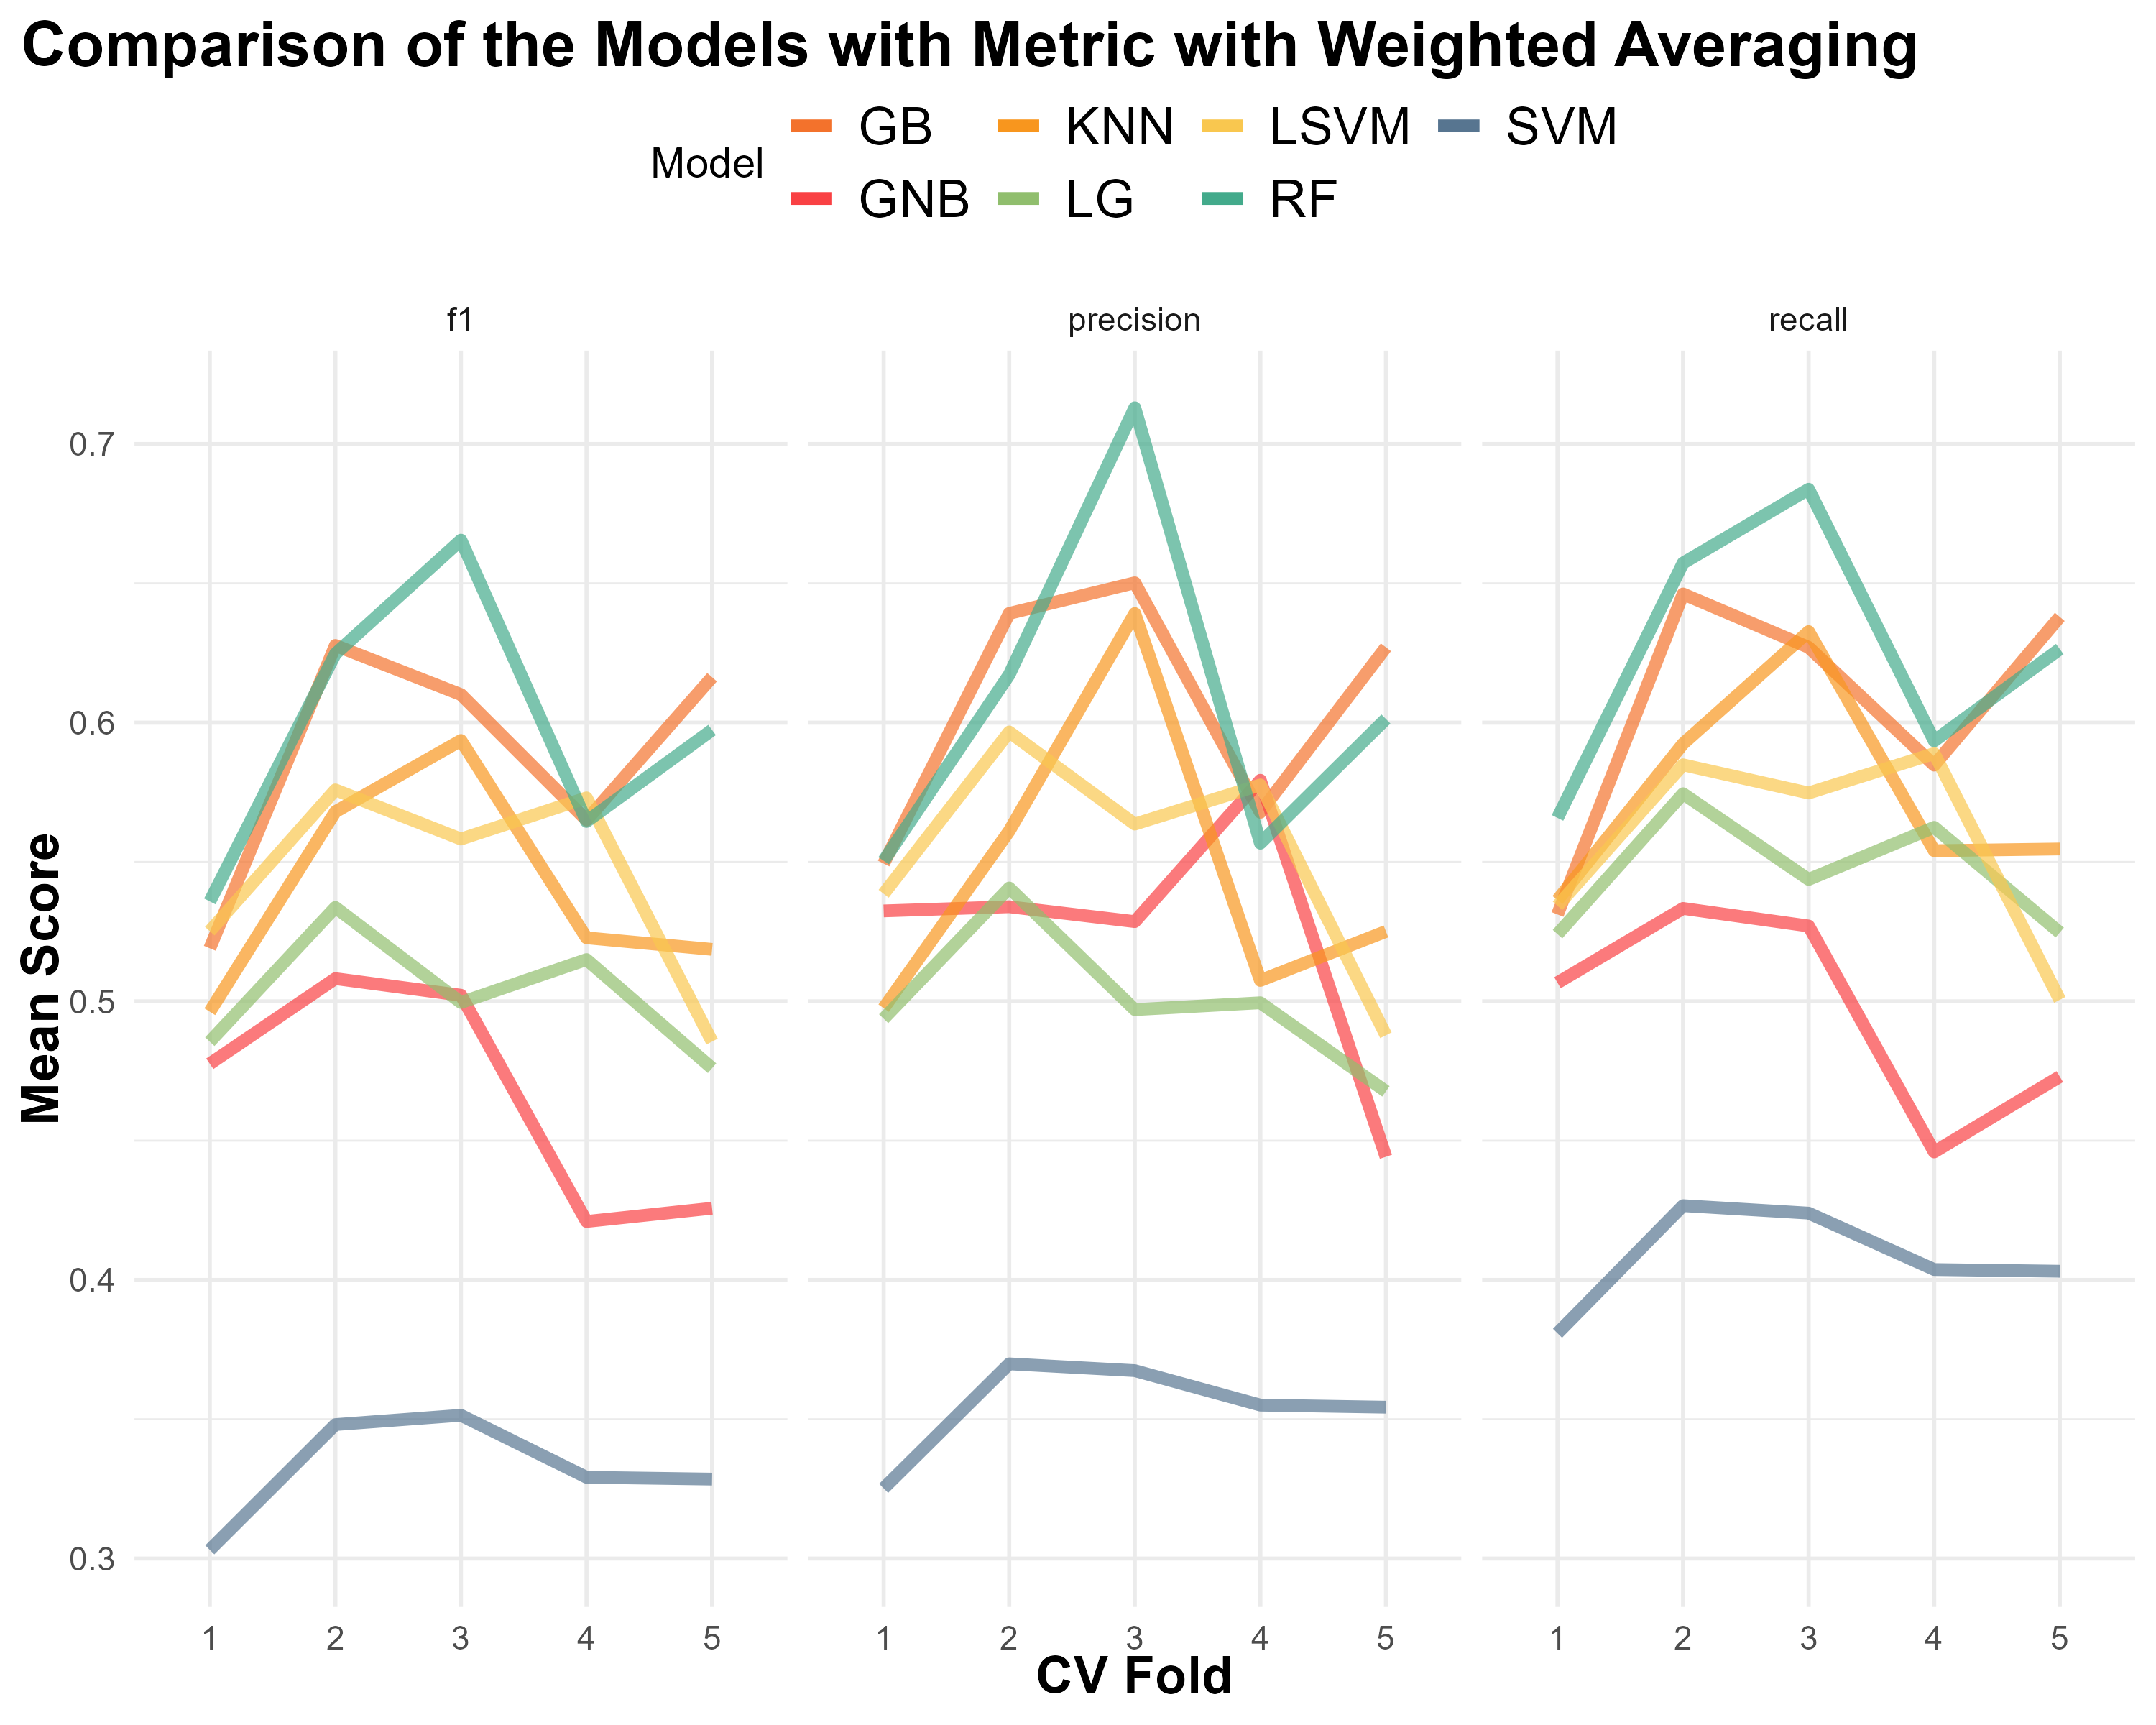 Comparison of the Models with Metric with Weighted Averaging
Model
GB KNN LSVM SVM
GNB LG RF
f1 precision recall
0.7
0.6
0.5
0.4
0.3
Mean Score
1 2 3 4 5 1 2 3 4 5 1 2 3 4 5
CV Fold